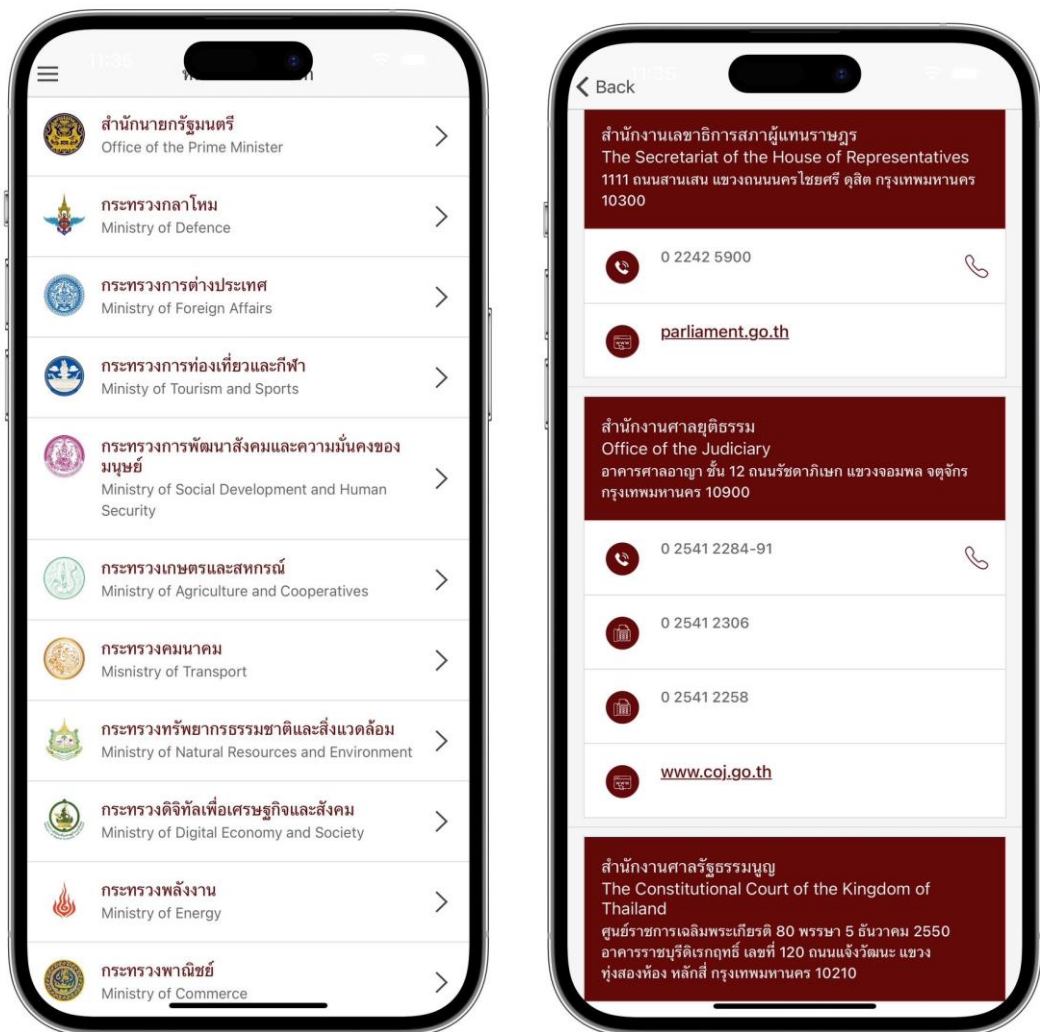 11:35
สำนักนายกรัฐมนตรี
Office of the Prime Minister
กระทรวงกลาโหม
Ministry of Defence
กระทรวงการต่างประเทศ
Ministry of Foreign Affairs
กระทรวงการท่องเที่ยวและกีฬา
Ministy of Tourism and Sports
กระทรวงการพัฒนาสังคมและความมั่นคงของ
มนุษย์
Ministry of Social Development and Human
Security
กระทรวงเกษตรและสหกรณ์
Ministry of Agriculture and Cooperatives
กระทรวงคมนาคม
Misnistry of Transport
กระทรวงทรัพยากรธรรมชาติและสิ่งแวดล้อม
Ministry of Natural Resources and Environment
กระทรวงดิจิทัลเพื่อเศรษฐกิจและสังคม
Ministry of Digital Economy and Society
กระทรวงพลังงาน
Ministry of Energy
กระทรวงพาณิชย์
Ministry of Commerce
11:35
Back
สำนักงานเลขาธิการสภาผู้แทนราษฎร
The Secretariat of the House of Representatives
1111 ถนนสามเสน แขวงถนนนครไชยศรี ดุสิต กรุงเทพมหานคร
10300
0 2242 5900
parliament.go.th
สำนักงานศาลยุติธรรม
Office of the Judiciary
อาคารศาลอาญา ชั้น 12 ถนนรัชดาภิเษก แขวงจอมพล จตุจักร
กรุงเทพมหานคร 10900
0 2541 2284-91
0 2541 2306
0 2541 2258
www.coj.go.th
สำนักงานศาลรัฐธรรมนูญ
The Constitutional Court of the Kingdom of
Thailand
ศูนย์ราชการเฉลิมพระเกียรติ 80 พรรษา 5 ธันวาคม 2550
อาคารราชบุรีดิเรกฤทธิ์ เลขที่ 120 ถนนแจ้งวัฒนะ แขวง
ทุ่งสองห้อง หลักสี่ กรุงเทพมหานคร 10210